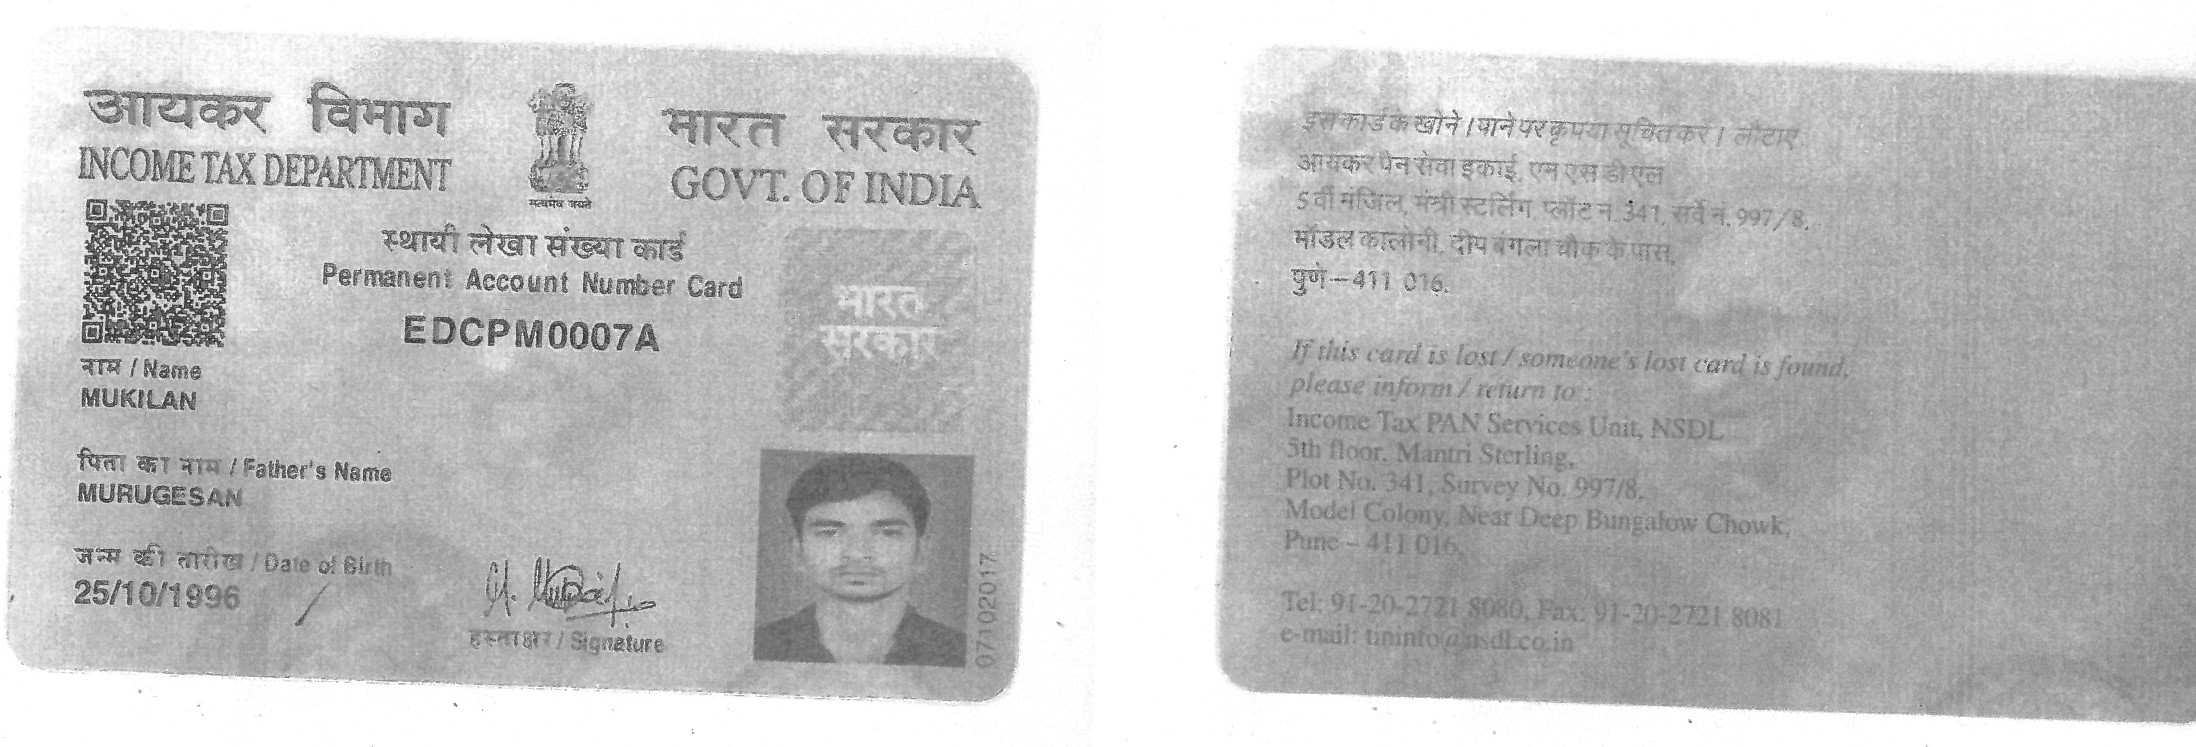 आयकर विभाग
INCOME TAX DEPARTMENT
सत्यमेव जयते
भारत सरकार
GOVT. OF INDIA
स्थायी लेखा संख्या कार्ड
Permanent Account Number Card
EDCPM0007A
भारत
सरकार
नाम / Name
MUKILAN
पिता का नाम / Father's Name
MURUGESAN
जन्म की तारीख / Date of Birth
25/10/1996
हस्ताक्षर / Signature
07102017
इस कार्ड के खोने / पाने पर कृपया सूचित करें / लौटाए
आयकर पैन सेवा इकाई, एन एस डी एल
5 वीं मंजिल, मंत्री स्टर्लिंग, प्लॉट नं. 341, सर्वे नं. 997/8,
मॉडल कालोनी, दीप बंगला चौक के पास,
पुणे – 411 016.
If this card is lost / someone's lost card is found,
please inform / return to :
Income Tax PAN Services Unit, NSDL
5th floor, Mantri Sterling,
Plot No. 341, Survey No. 997/8,
Model Colony, Near Deep Bungalow Chowk,
Pune – 411 016.
Tel: 91-20-2721 8080, Fax: 91-20-2721 8081
e-mail: tininfo@nsdl.co.in